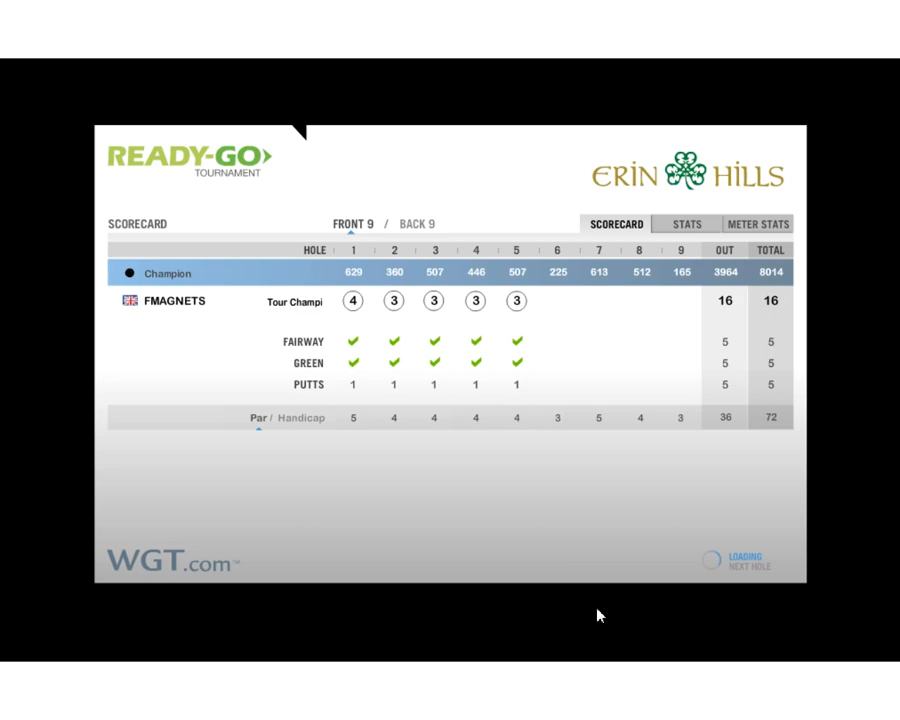 READY-GO
TOURNAMENT
ERIN HILLS
SCORECARD FRONT 9 / BACK 9 SCORECARD STATS METER STATS
HOLE 1 2 3 4 5 6 7 8 9 OUT TOTAL
Champion 629 360 507 446 507 225 613 512 165 3964 8014
FMAGNETS Tour Champi 4 3 3 3 3 16 16
FAIRWAY 5 5
GREEN 5 5
PUTTS 1 1 1 1 1 5 5
Par / Handicap 5 4 4 4 4 3 5 4 3 36 72
WGT.com™
LOADING
NEXT HOLE